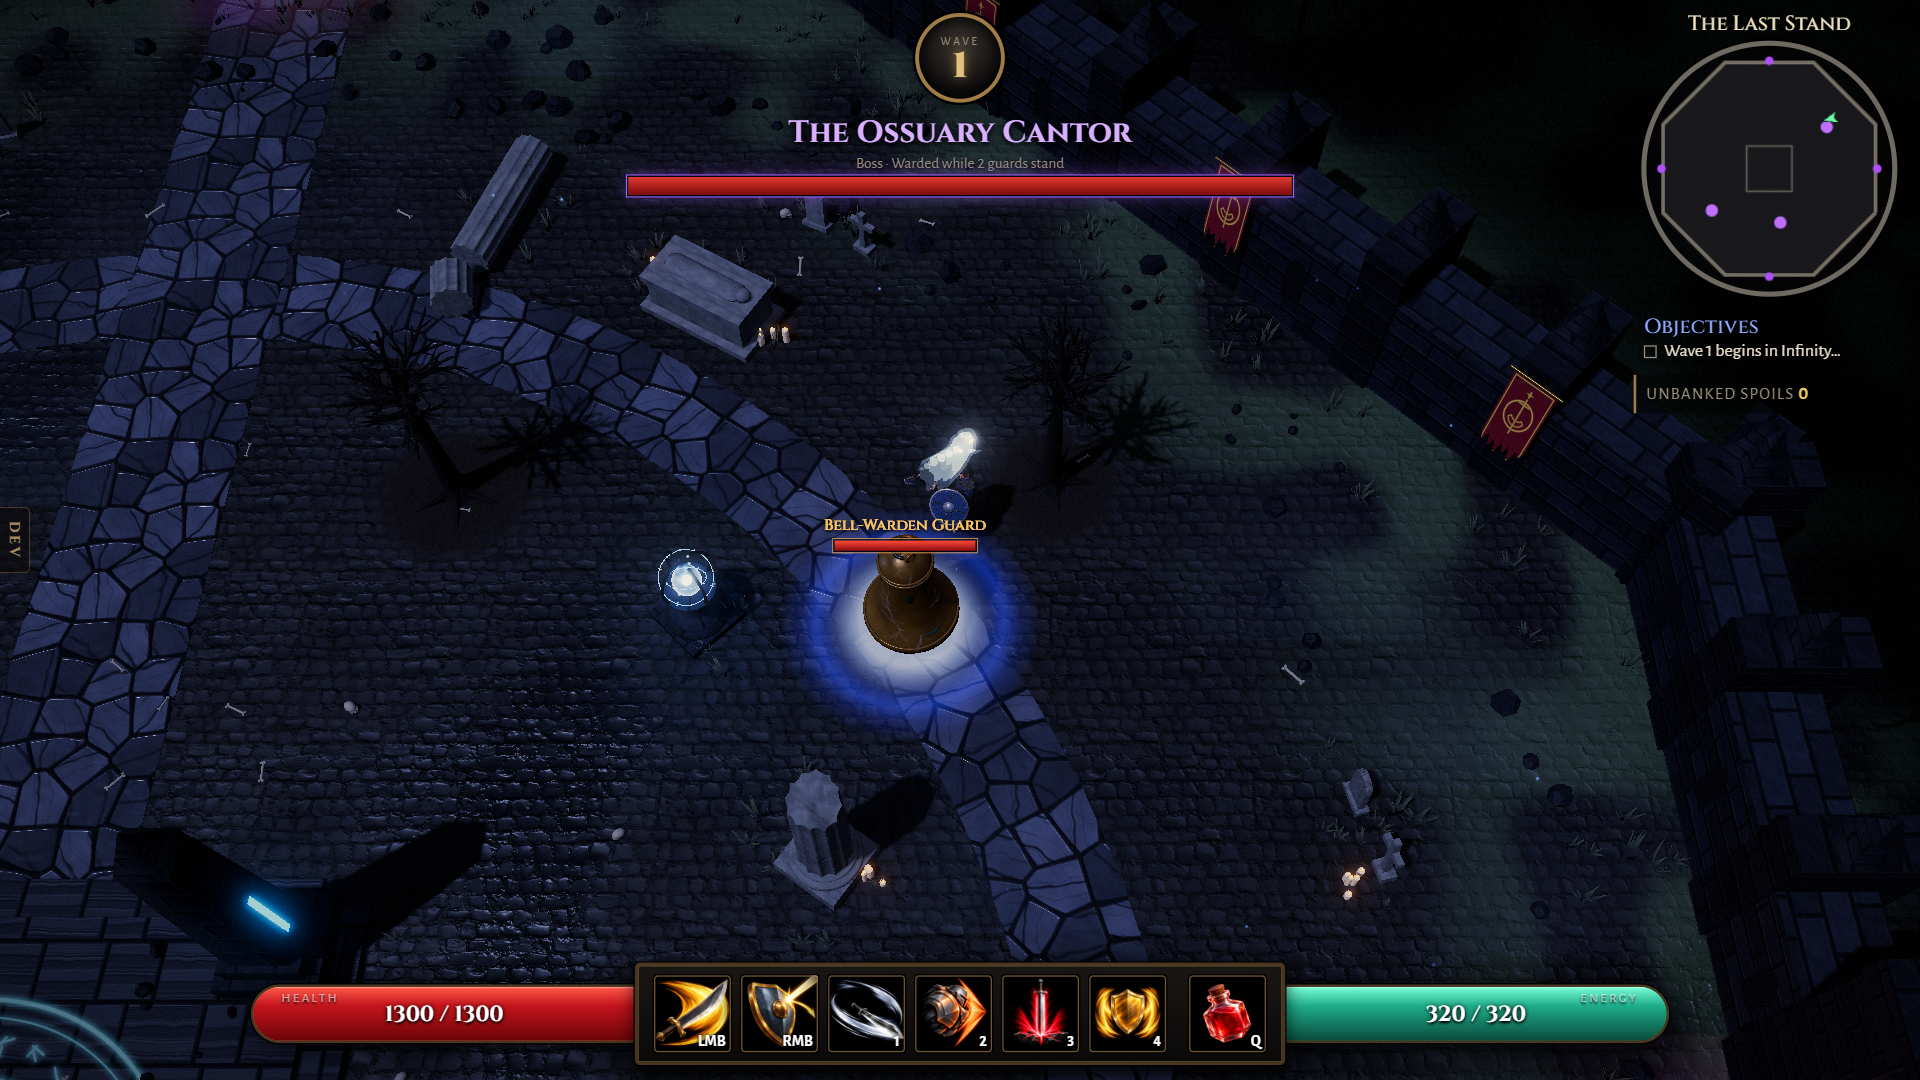 WAVE
1
THE LAST STAND
THE OSSUARY CANTOR
Boss · Warded while 2 guards stand
OBJECTIVES
Wave 1 begins in Infinity...
UNBANKED SPOILS 0
DEV
BELL-WARDEN GUARD
HEALTH
1300 / 1300
LMB
RMB
1
2
3
4
Q
ENERGY
320 / 320